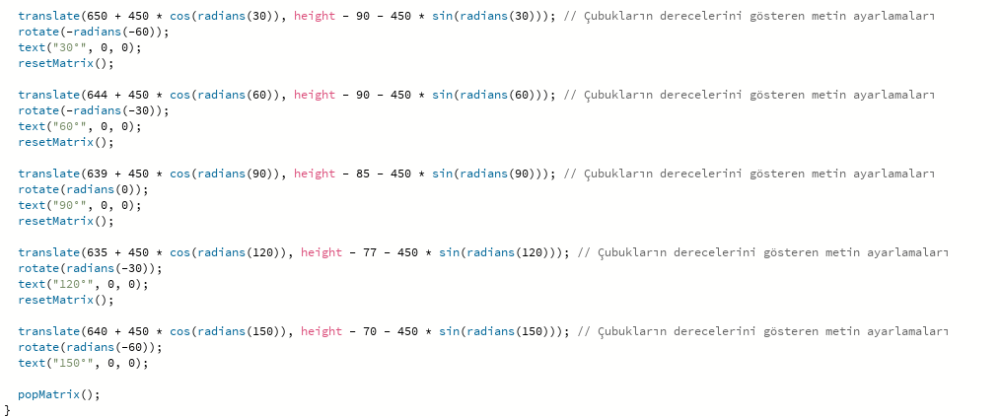 translate(650 + 450 * cos(radians(30)), height - 90 - 450 * sin(radians(30))); // Çubukların derecelerini gösteren metin ayarlamaları
rotate(-radians(-60));
text("30°", 0, 0);
resetMatrix();
translate(644 + 450 * cos(radians(60)), height - 90 - 450 * sin(radians(60))); // Çubukların derecelerini gösteren metin ayarlamaları
rotate(-radians(-30));
text("60°", 0, 0);
resetMatrix();
translate(639 + 450 * cos(radians(90)), height - 85 - 450 * sin(radians(90))); // Çubukların derecelerini gösteren metin ayarlamaları
rotate(radians(0));
text("90°", 0, 0);
resetMatrix();
translate(635 + 450 * cos(radians(120)), height - 77 - 450 * sin(radians(120))); // Çubukların derecelerini gösteren metin ayarlamaları
rotate(radians(-30));
text("120°", 0, 0);
resetMatrix();
translate(640 + 450 * cos(radians(150)), height - 70 - 450 * sin(radians(150))); // Çubukların derecelerini gösteren metin ayarlamaları
rotate(radians(-60));
text("150°", 0, 0);
popMatrix();
}